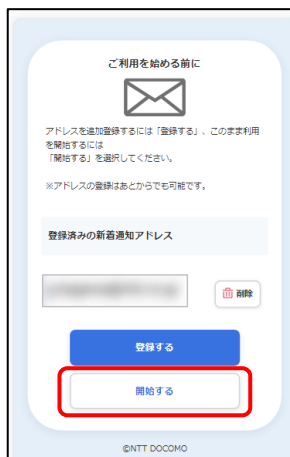 ご利用を始める前に
アドレスを追加登録するには「登録する」、このまま利用
を開始するには
「開始する」を選択してください。
※アドレスの登録はあとからでも可能です。
登録済みの新着通知アドレス
削除
登録する
開始する
©NTT DOCOMO